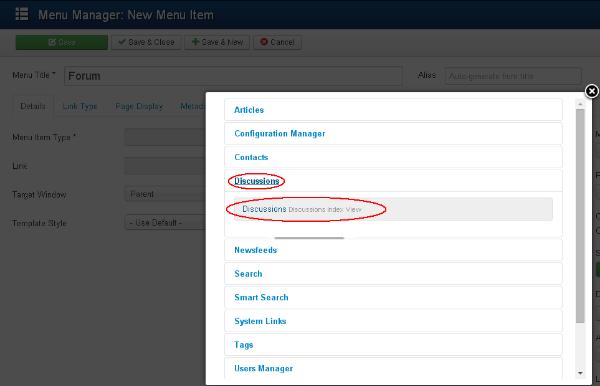 Menu Manager: New Menu Item
Save
Save & Close
Save & New
Cancel
Menu Title *
Forum
Alias
Auto-generate from title
Details
Link Type
Page Display
Metad
Menu Item Type *
Link
Target Window
Parent
Template Style
- Use Default -
Articles
Configuration Manager
Contacts
Discussions
Discussions Discussions Index View
Newsfeeds
Search
Smart Search
System Links
Tags
Users Manager